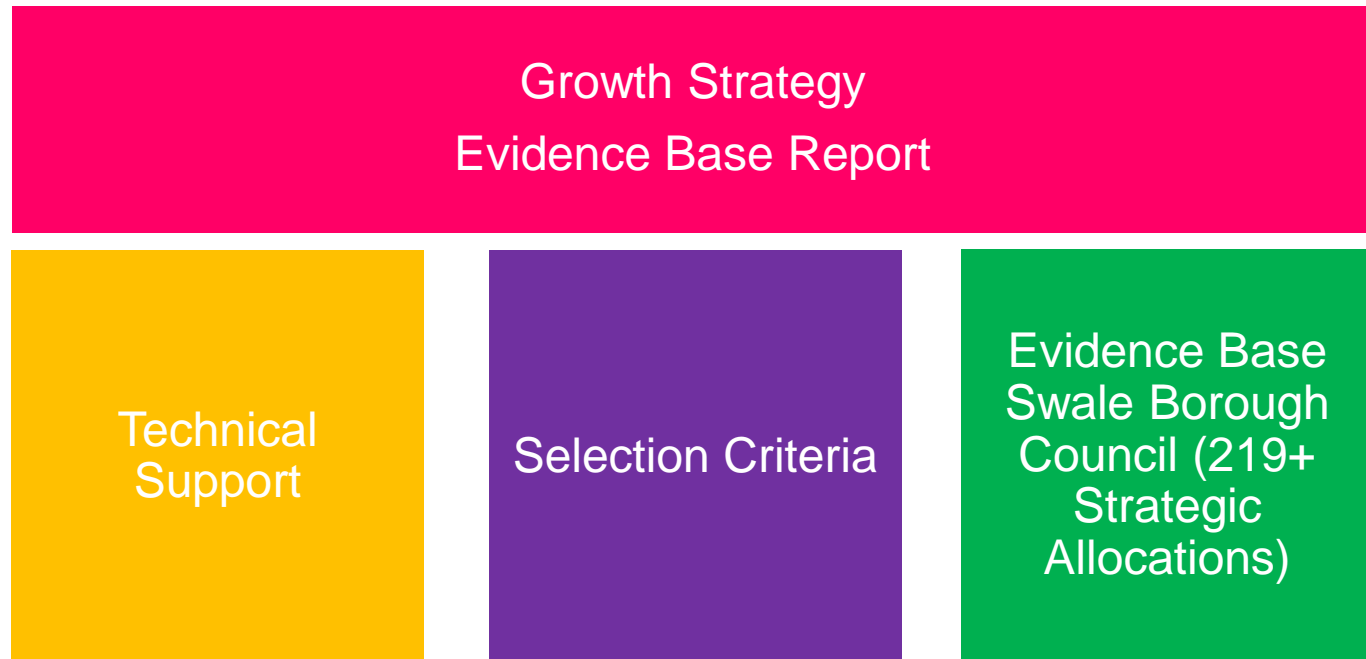 Growth Strategy
Evidence Base Report
Technical
Support
Selection Criteria
Evidence Base
Swale Borough
Council (219+
Strategic
Allocations)